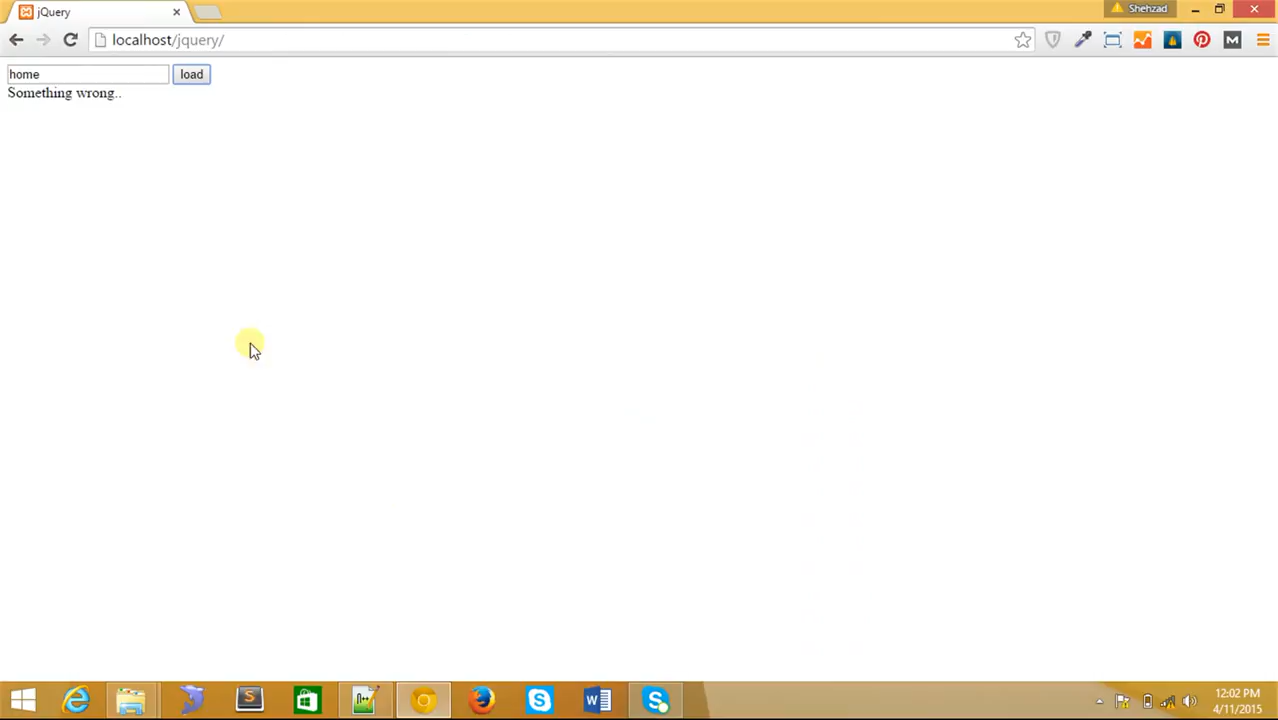 jQuery
Shehzad
localhost/jquery/
home
load
Something wrong..
12:02 PM
4/11/2015